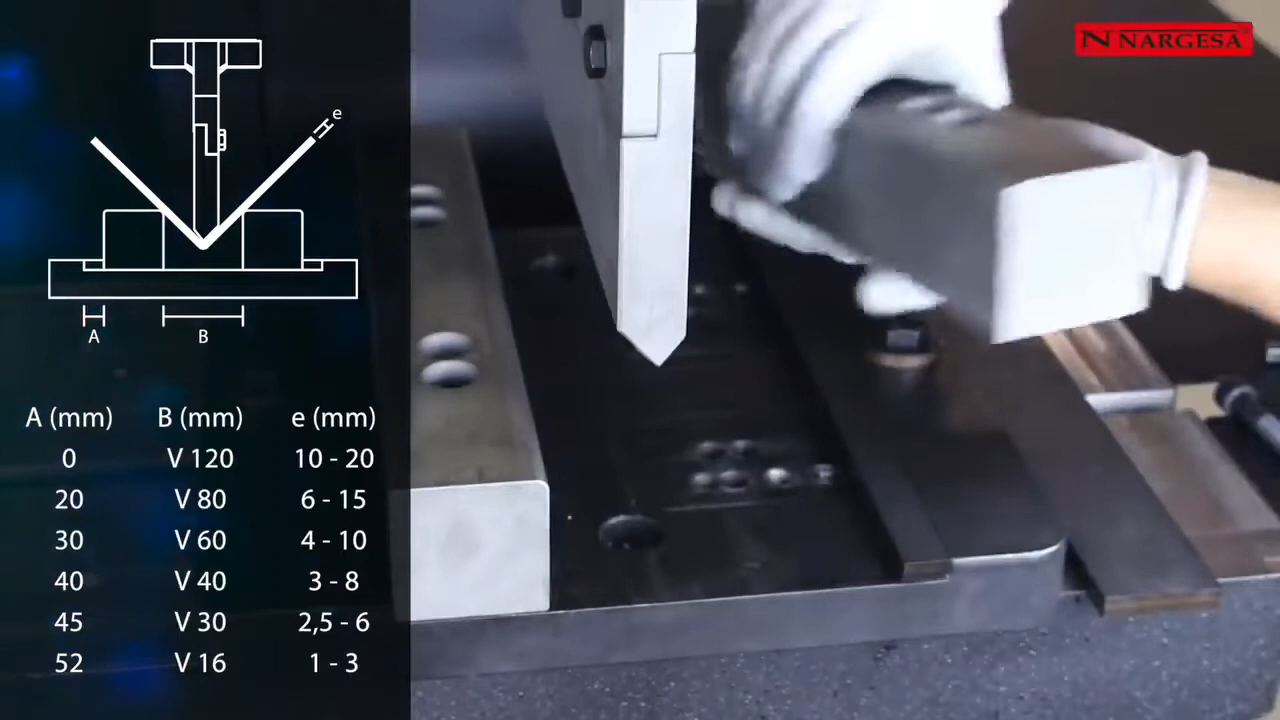 NARGESA
e
A
B
A (mm) B (mm) e (mm)
0 V 120 10 - 20
20 V 80 6 - 15
30 V 60 4 - 10
40 V 40 3 - 8
45 V 30 2,5 - 6
52 V 16 1 - 3